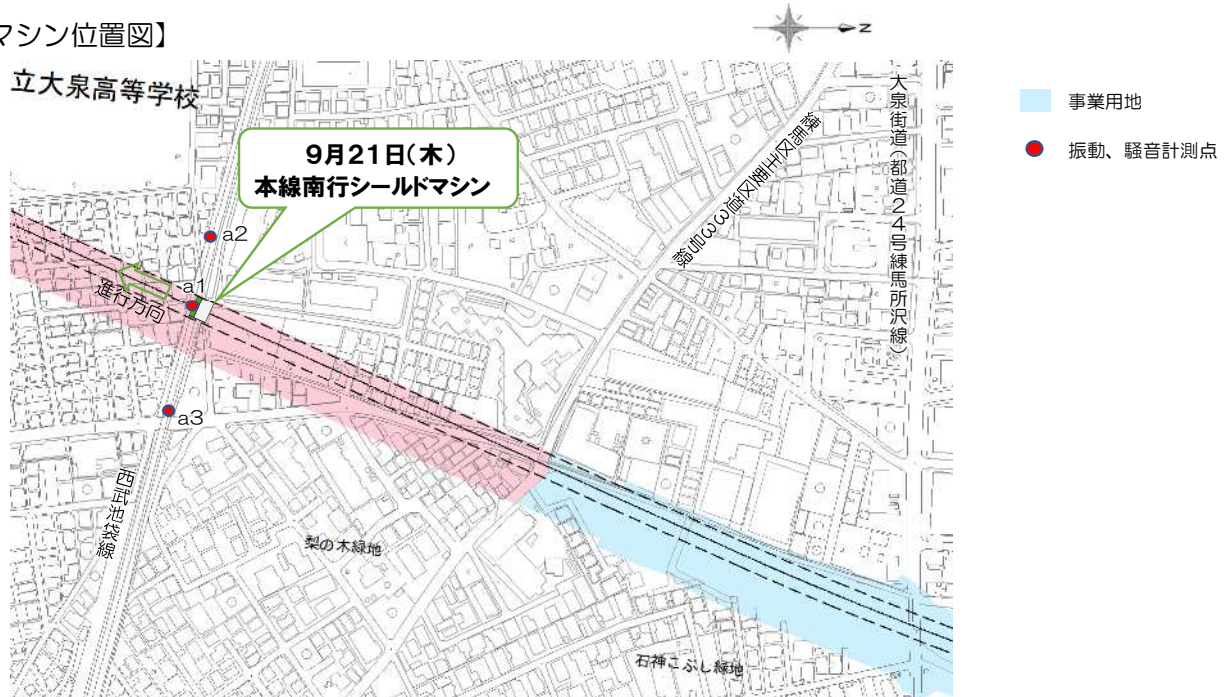 マシン位置図】
N
立大泉高等学校
9月21日(木)
本線南行シールドマシン
事業用地
振動、騒音計測点
大泉街道(都道24号練馬所沢線)
練馬区主要区道33号線
a2
a1
進行方向
a3
西武池袋線
梨の木緑地
石神こぶし緑地